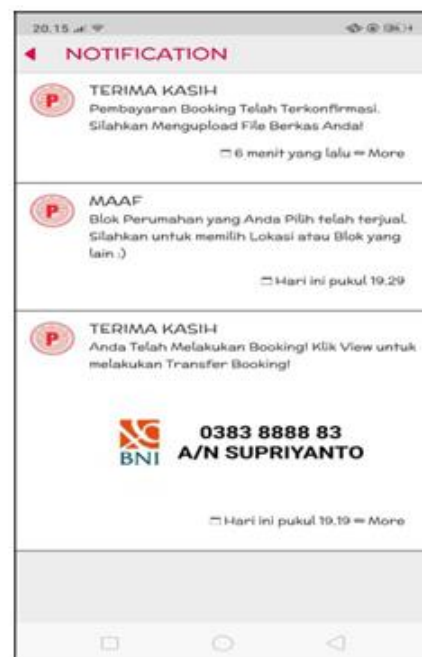 20.15
NOTIFICATION
TERIMA KASIH
Pembayaran Booking Telah Terkonfirmasi.
Silahkan Mengupload File Berkas Anda!
6 menit yang lalu More
P
MAAF
Blok Perumahan yang Anda Pilih telah terjual.
Silahkan untuk memilih Lokasi atau Blok yang
lain :)
Hari ini pukul 19.29
P
TERIMA KASIH
Anda Telah Melakukan Booking! Klik View untuk
melakukan Transfer Booking!
P
BNI
0383 8888 83
A/N SUPRIYANTO
Hari ini pukul 19.19 More